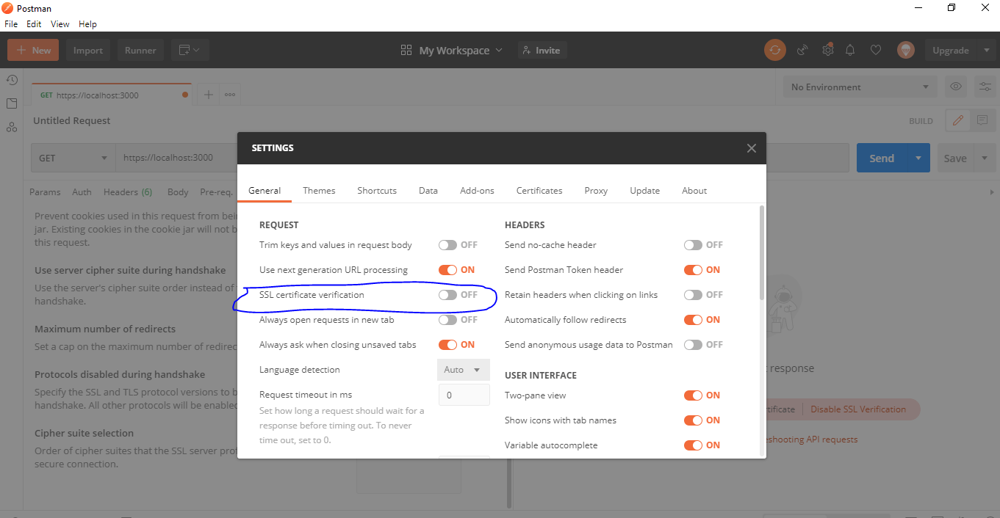 Postman
File Edit View Help
New Import Runner My Workspace Invite Upgrade
GET https://localhost:3000 No Environment
Untitled Request BUILD
GET https://localhost:3000 Send Save
Params Auth Headers (6) Body Pre-req.
Prevent cookies used in this request from
jar. Existing cookies in the cookie jar will not
this request.
Use server cipher suite during handshake
Use the server's cipher suite order instead of
handshake.
Maximum number of redirects
Set a cap on the maximum number of
Protocols disabled during handshake
Specify the SSL and TLS protocol versions to
handshake. All other protocols will be
Cipher suite selection
Order of cipher suites that the SSL server
secure connection.
SETTINGS
General Themes Shortcuts Data Add-ons Certificates Proxy Update About
REQUEST
Trim keys and values in request body OFF
Use next generation URL processing ON
SSL certificate verification OFF
Always open requests in new tab OFF
Always ask when closing unsaved tabs ON
Language detection Auto
Request timeout in ms 0
Set how long a request should wait for a
response before timing out. To never
time out, set to 0.
HEADERS
Send no-cache header OFF
Send Postman Token header ON
Retain headers when clicking on links OFF
Automatically follow redirects ON
Send anonymous usage data to Postman OFF
USER INTERFACE
Two-pane view ON
Show icons with tab names ON
Variable autocomplete ON
response
Disable SSL Verification
API requests